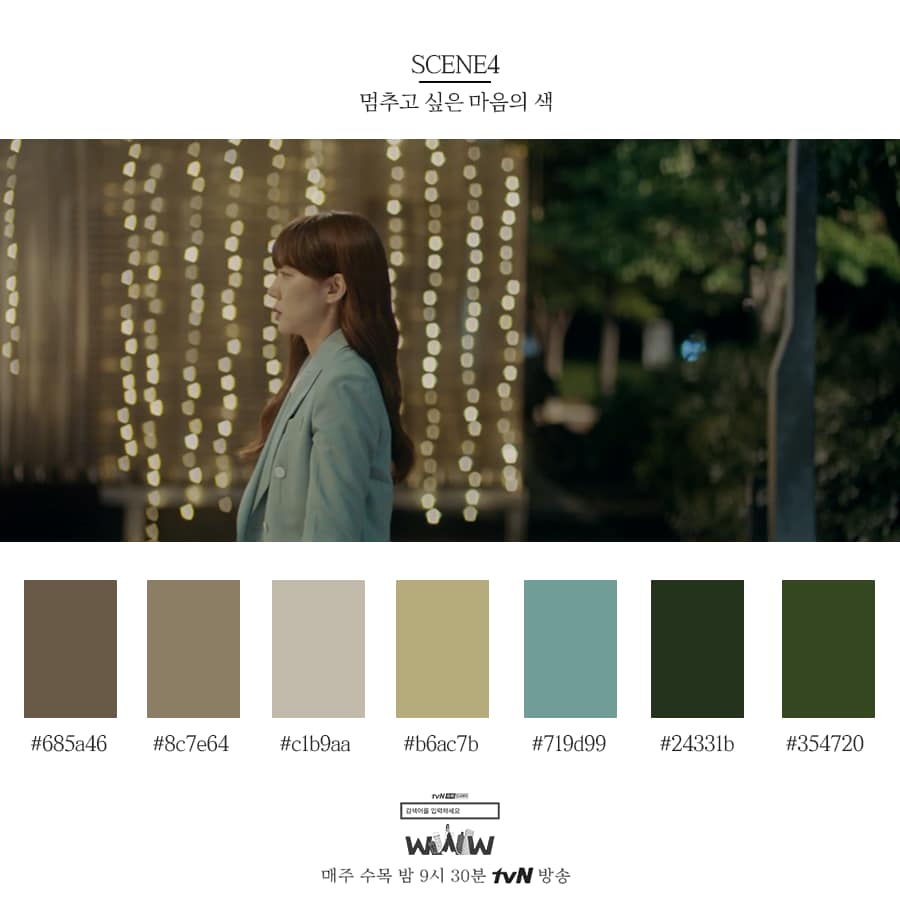 SCENE4
멈추고 싶은 마음의 색
#685a46
#8c7e64
#c1b9aa
#b6ac7b
#719d99
#24331b
#354720
tvN
검색어를 입력하세요
WWW
매주 수목 밤 9시 30분 tvN 방송